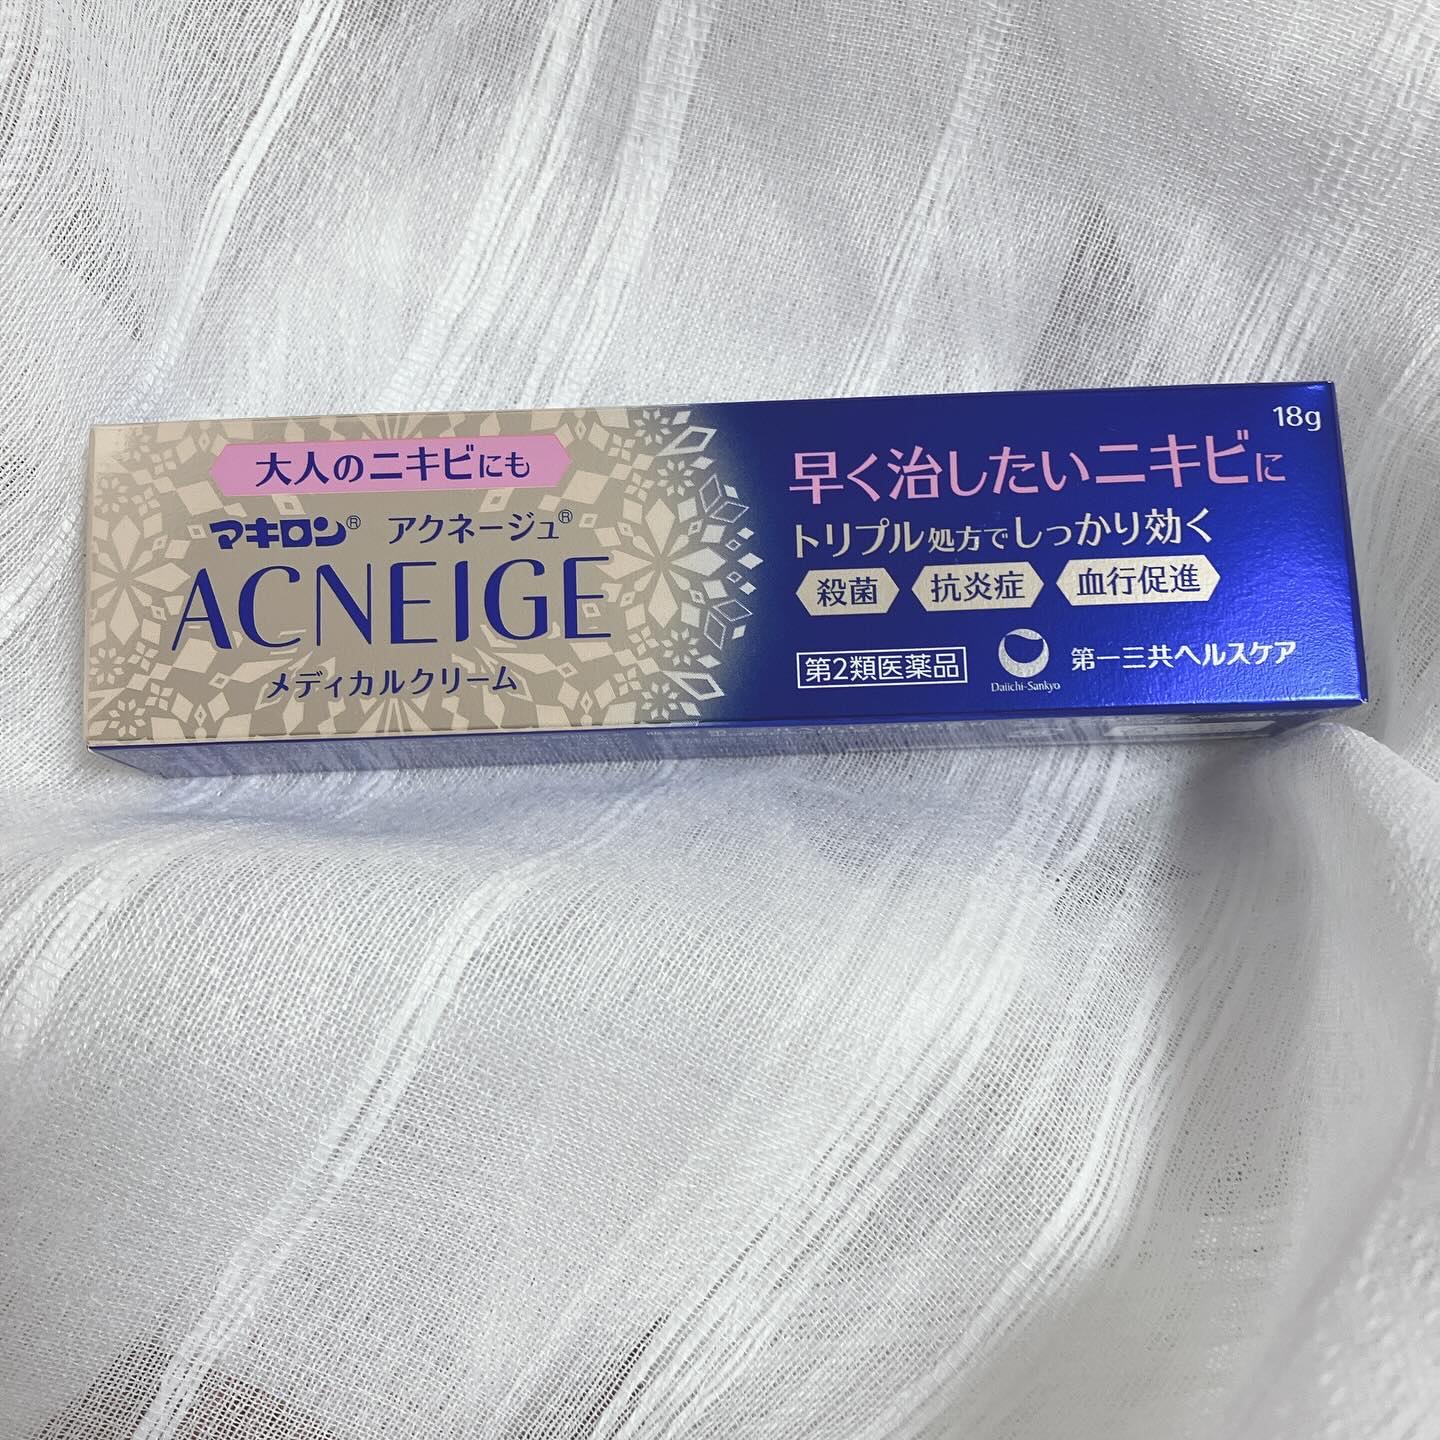 大人のニキビにも
マキロン® アクネージュ®
ACNEIGE
メディカルクリーム
18g
早く治したいニキビに
トリプル処方でしっかり効く
殺菌 抗炎症 血行促進
第2類医薬品
Daiichi-Sankyo
第一三共ヘルスケア